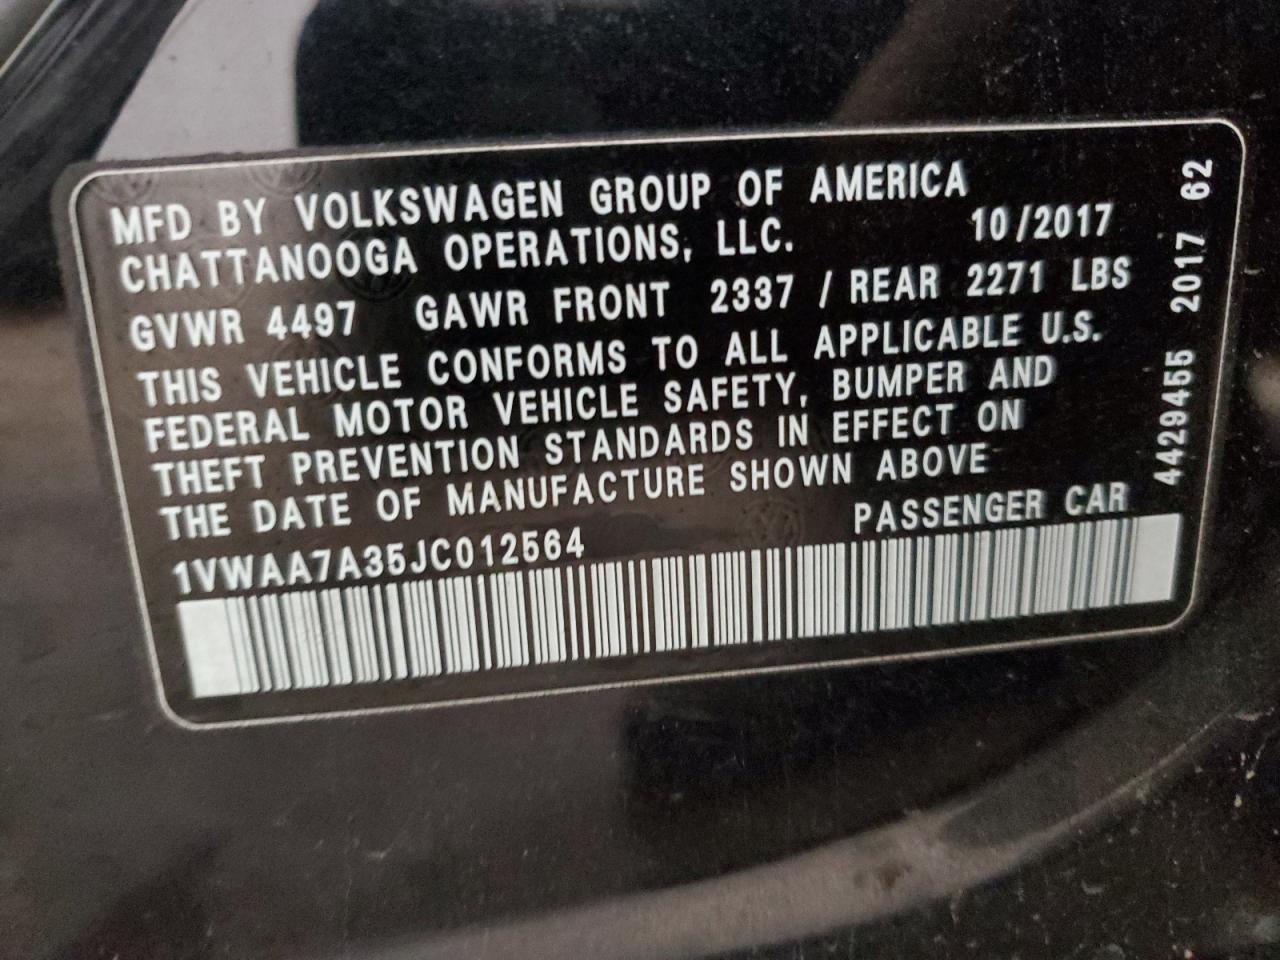 MFD BY VOLKSWAGEN GROUP OF AMERICA
CHATTANOOGA OPERATIONS, LLC. 10/2017
GVWR 4497 GAWR FRONT 2337 / REAR 2271 LBS
THIS VEHICLE CONFORMS TO ALL APPLICABLE U.S.
FEDERAL MOTOR VEHICLE SAFETY, BUMPER AND
THEFT PREVENTION STANDARDS IN EFFECT ON
THE DATE OF MANUFACTURE SHOWN ABOVE
1VWAA7A35JC012564 PASSENGER CAR
4429455 2017 62